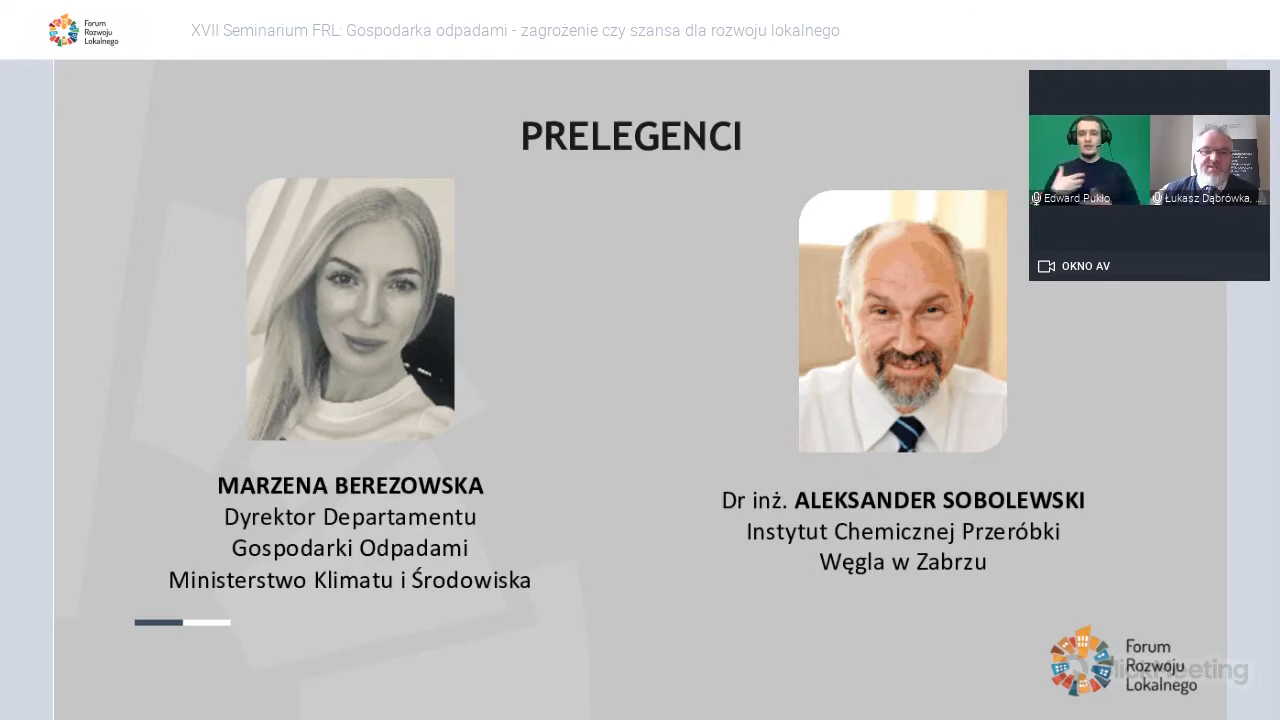 Forum
Rozwoju
Lokalnego
XVII Seminarium FRL: Gospodarka odpadami - zagrożenie czy szansa dla rozwoju lokalnego
PRELEGENCI
Edward Pukło
Łukasz Dąbrówka, ...
OKNO AV
MARZENA BEREZOWSKA
Dyrektor Departamentu
Gospodarki Odpadami
Ministerstwo Klimatu i Środowiska
Dr inż. ALEKSANDER SOBOLEWSKI
Instytut Chemicznej Przeróbki
Węgla w Zabrzu
Forum
Rozwoju
Lokalnego
ClickMeeting